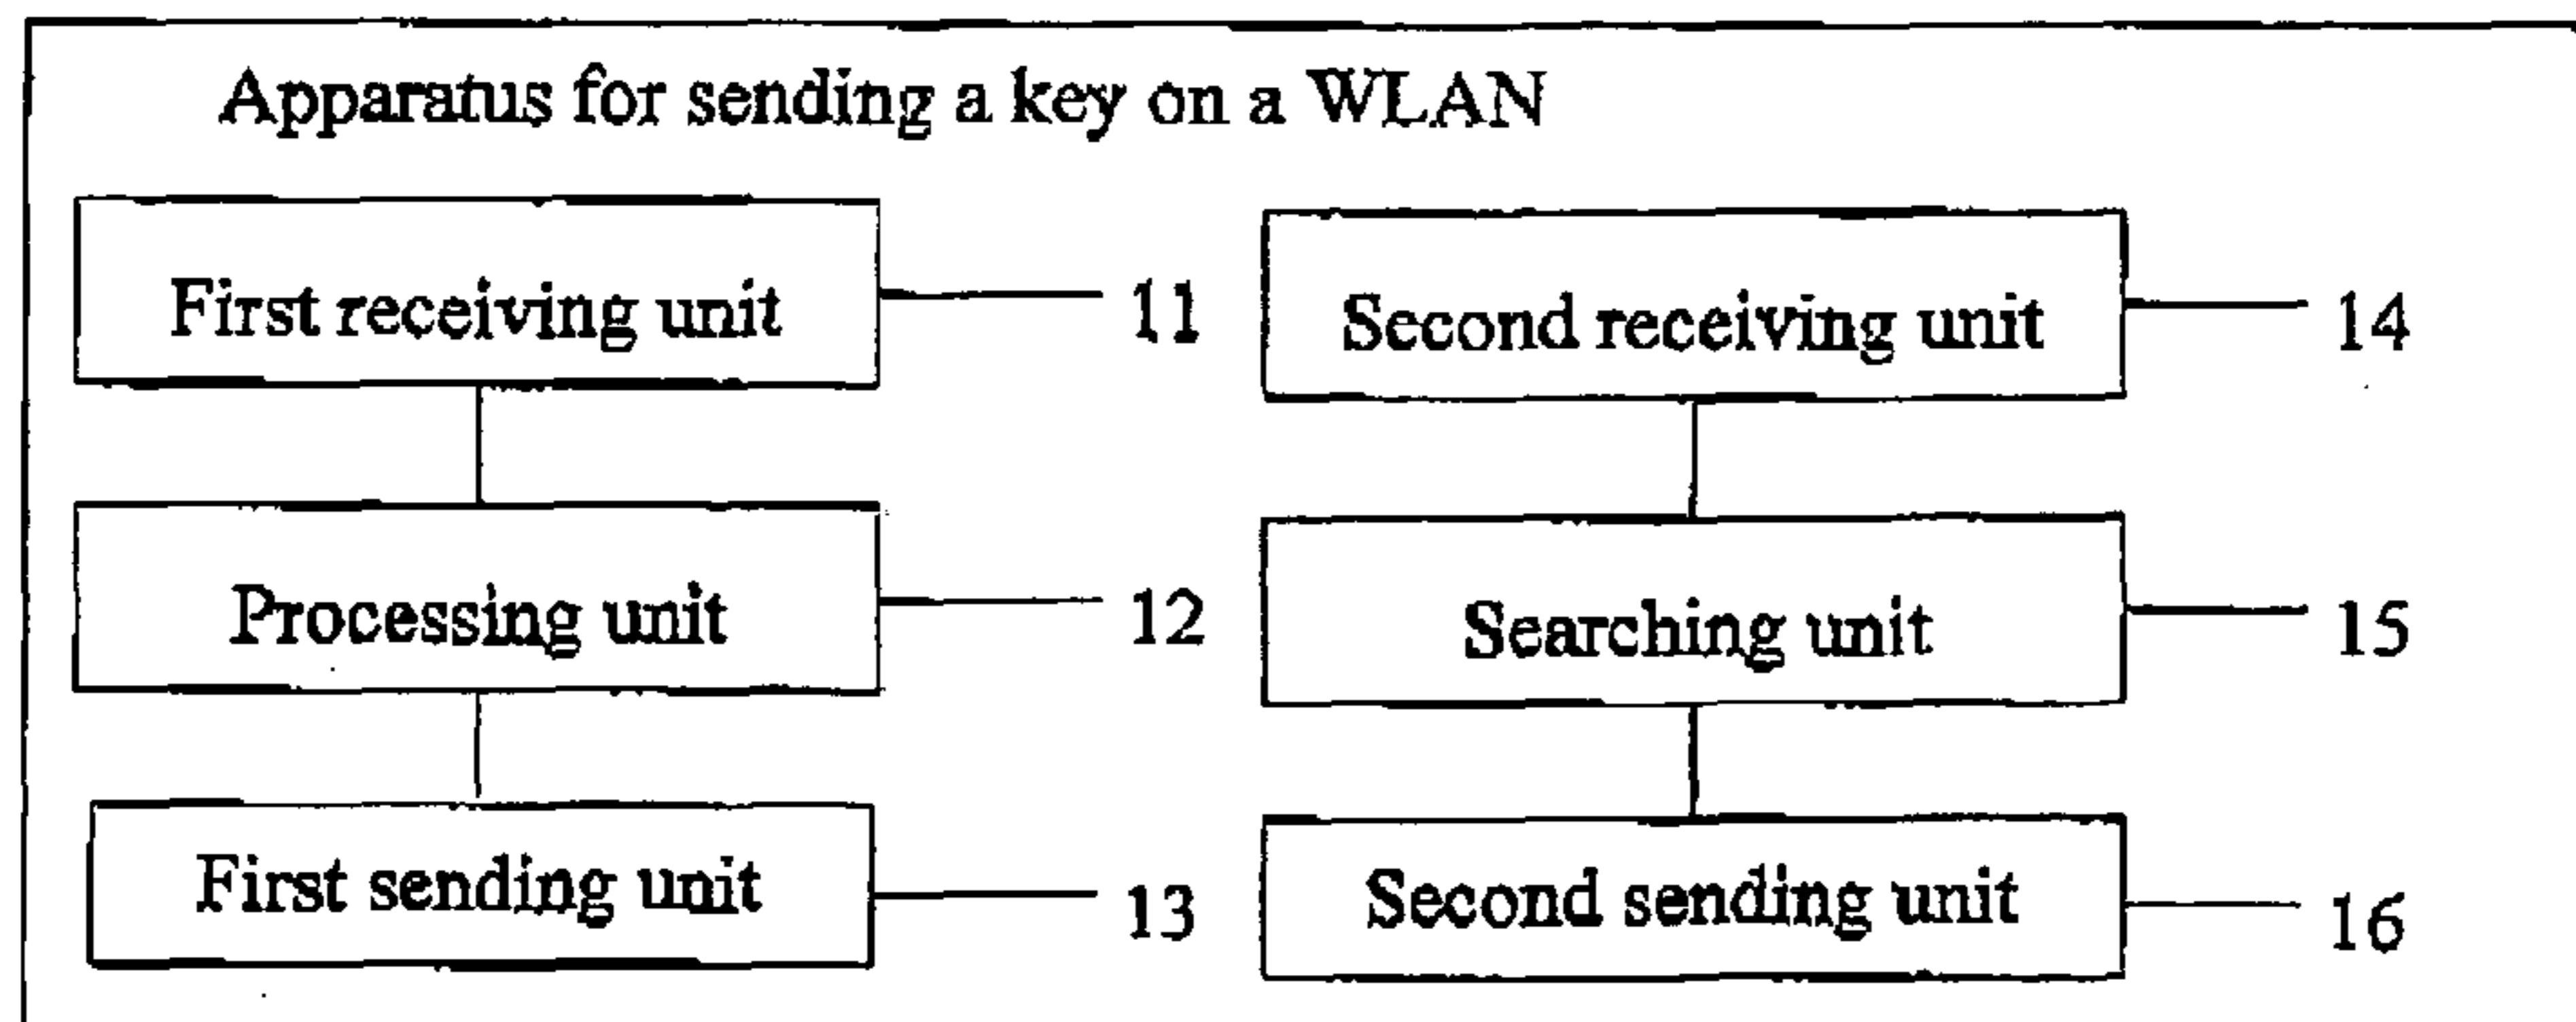 Apparatus for sending a key on a WLAN
First receiving unit
11
Processing unit
12
First sending unit
13
Second receiving unit
14
Searching unit
15
Second sending unit
16